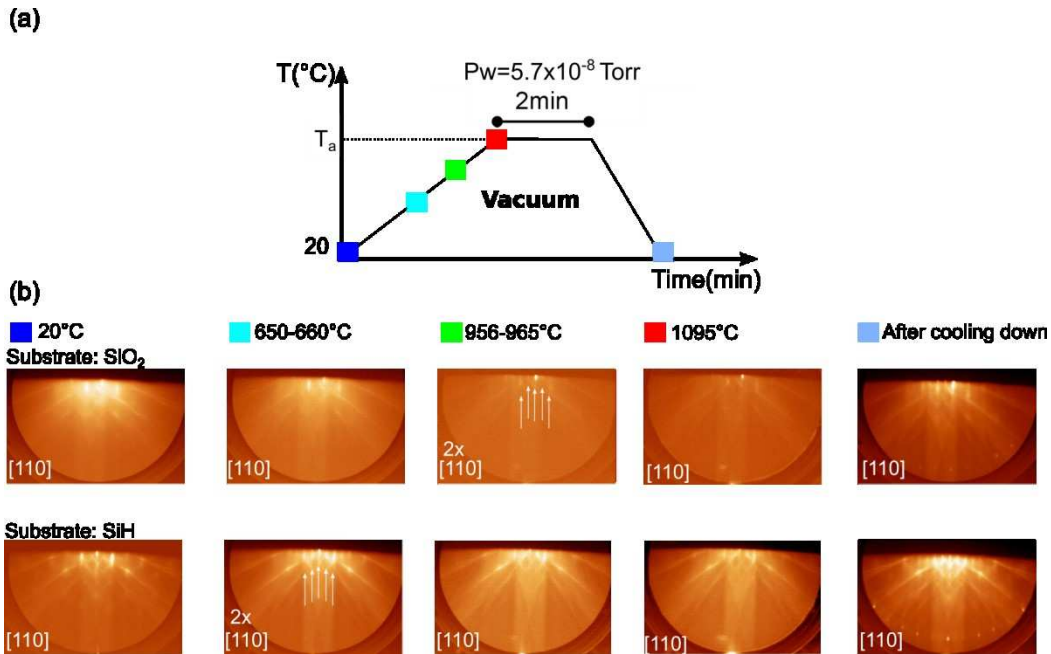 (a)
T(°C)
Pw=5.7x10⁻⁸ Torr
2min
Tₐ
Vacuum
20
Time(min)
(b)
20°C 650-660°C 956-965°C 1095°C After cooling down
Substrate: SiO₂
2x
[110] [110] [110] [110] [110]
Substrate: SiH
2x
[110] [110] [110] [110] [110]